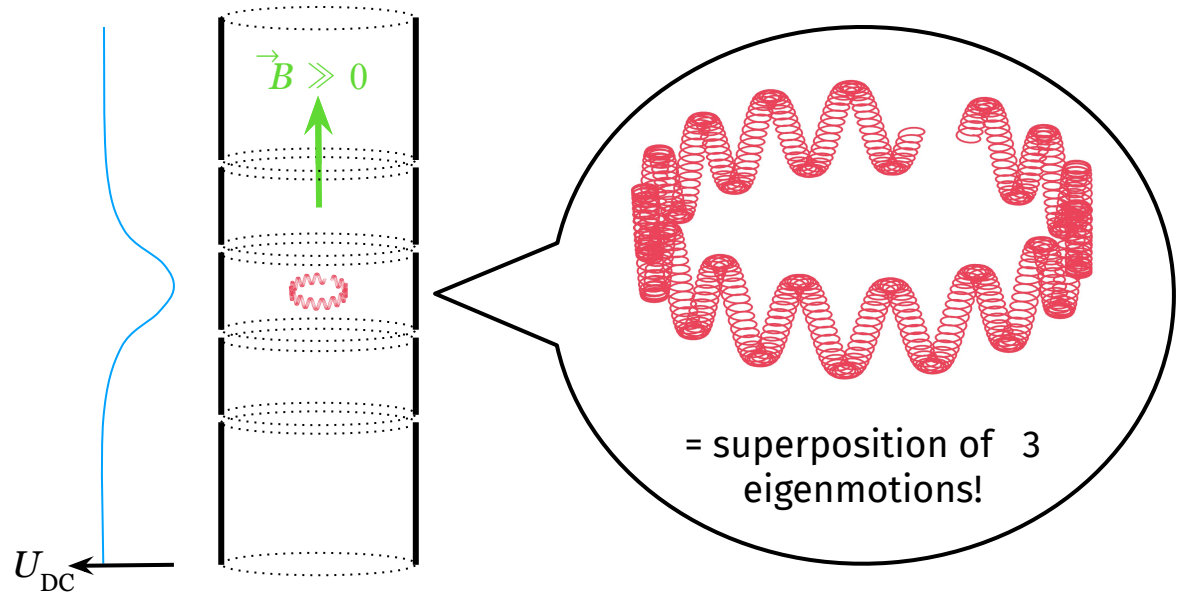 B⃗ ≫ 0
= superposition of 3
eigenmotions!
U_DC